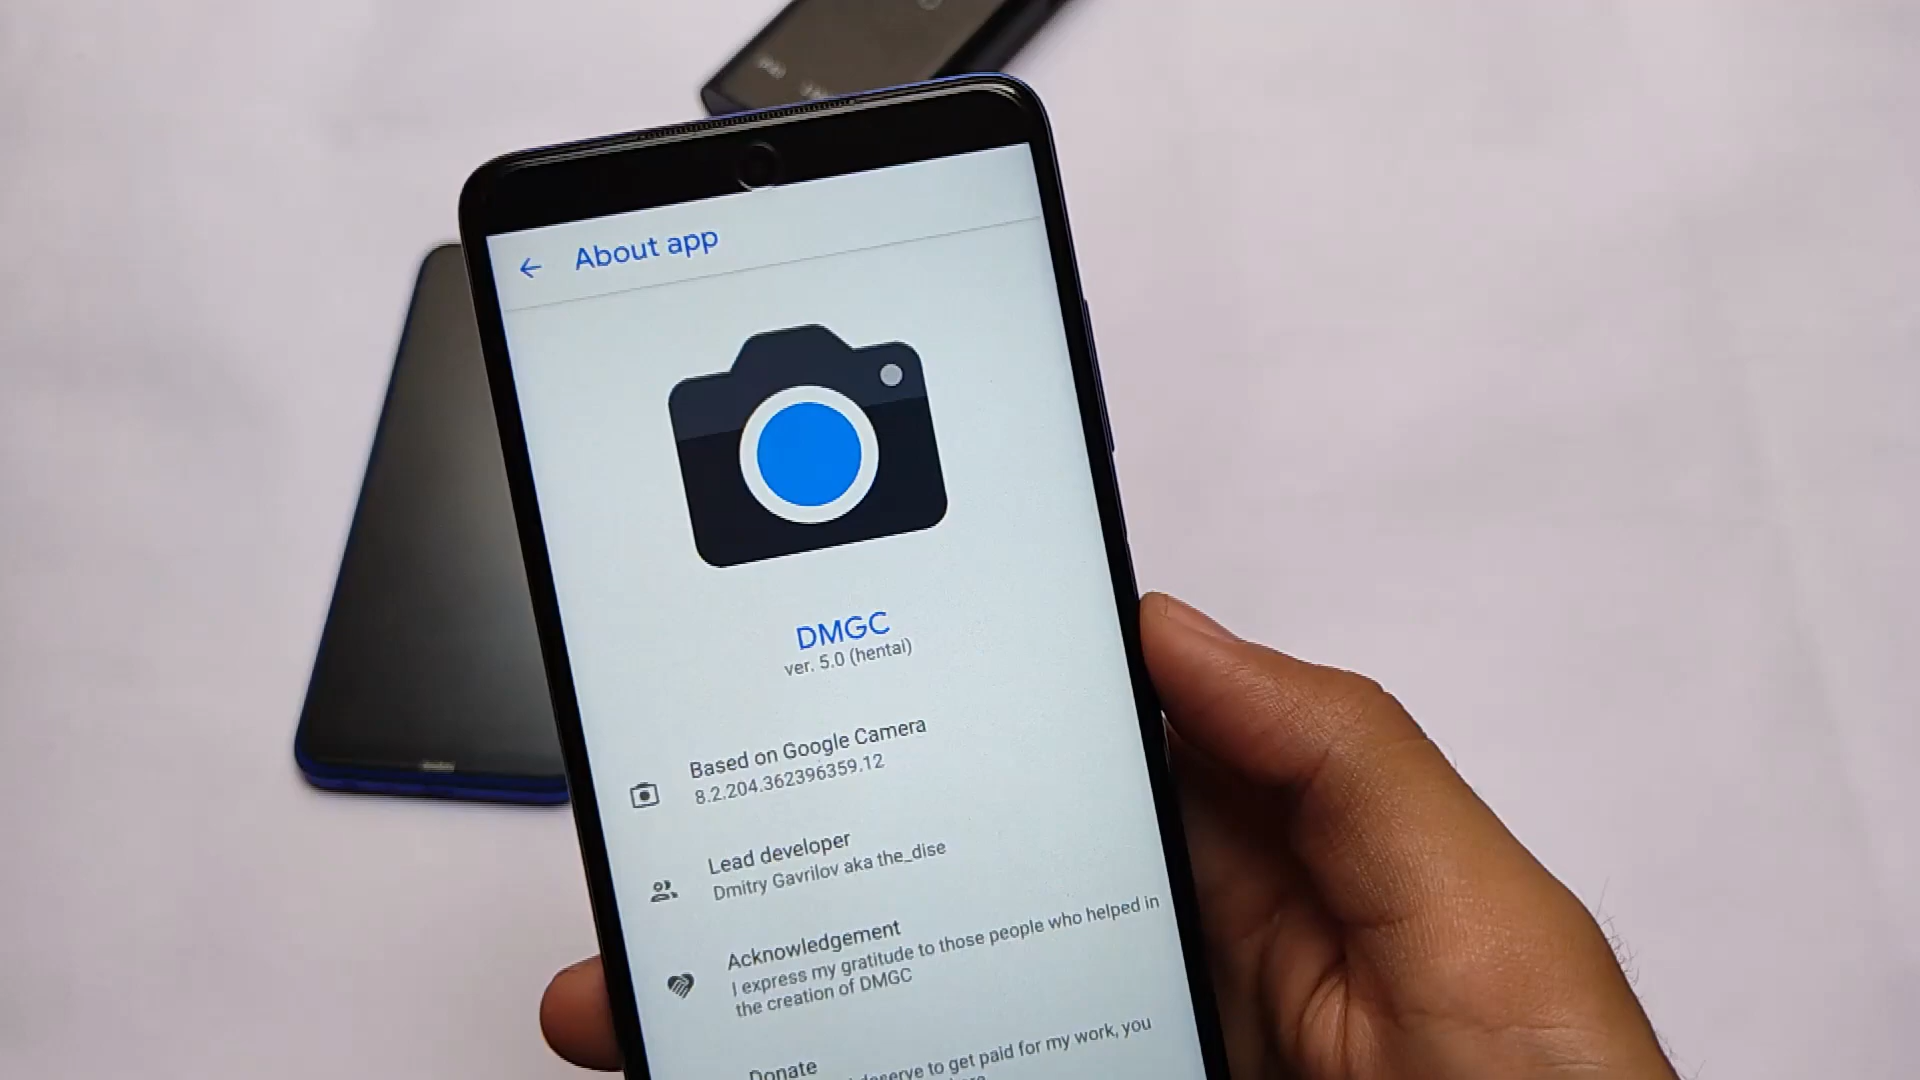 About app
DMGC
ver. 5.0 (hentai)
Based on Google Camera
8.2.204.362396359.12
Lead developer
Dmitry Gavrilov aka the_dise
Acknowledgement
I express my gratitude to those people who helped in
the creation of DMGC
Donate
deserve to get paid for my work, you